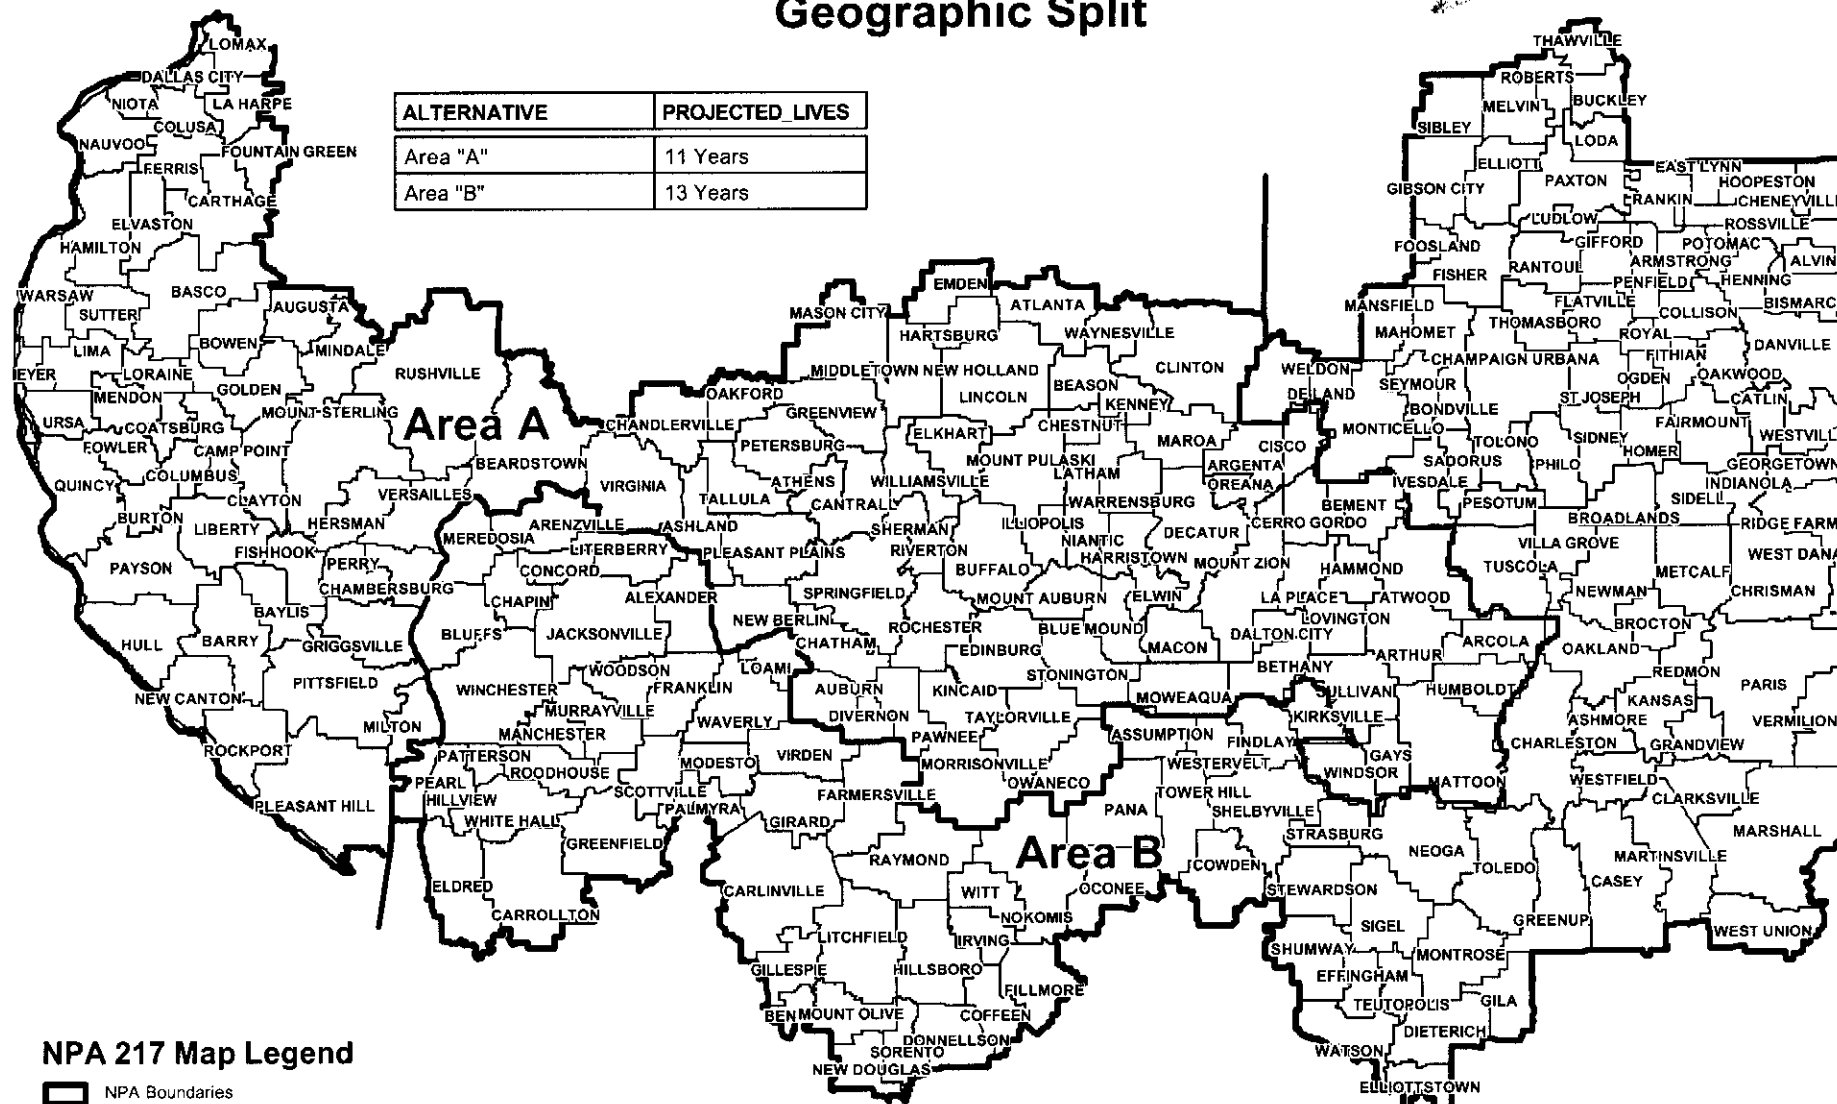 Geographic Split
ALTERNATIVE PROJECTED_LIVES
Area "A" 11 Years
Area "B" 13 Years
LOMAX
DALLAS CITY
NIOTA
LA HARPE
COLUSA
NAUVOO
FOUNTAIN GREEN
FERRIS
CARTHAGE
ELVASTON
HAMILTON
WARSAW
BASCO
SUTTER
AUGUSTA
LIMA
BOWEN
MINDALE
EYER
LORAINE
MENDON
GOLDEN
RUSHVILLE
URSA
COATSBURG
MOUNT STERLING
Area A
FOWLER
CAMP POINT
COLUMBUS
BEARDSTOWN
QUINCY
CLAYTON
VERSAILLES
BURTON
LIBERTY
HERSMAN
FISHHOOK
PAYSON
PERRY
CHAMBERSBURG
BAYLIS
HULL
BARRY
GRIGGSVILLE
PITTSFIELD
NEW CANTON
MILTON
ROCKPORT
PEARL
PLEASANT HILL
MASON CITY
EMDEN
ATLANTA
HARTSBURG
WAYNESVILLE
MIDDLETOWN
NEW HOLLAND
CLINTON
OAKFORD
BEASON
LINCOLN
KENNEY
CHANDLERVILLE
GREENVIEW
CHESTNUT
PETERSBURG
ELKHART
MAROA
CISCO
MOUNT PULASKI
LATHAM
ARGENTA
OREANA
VIRGINIA
TALLULA
ATHENS
WILLIAMSVILLE
CANTRALL
WARRENSBURG
BEMENT
ARENZVILLE
ASHLAND
SHERMAN
ILLIOPOLIS
NIANTIC
DECATUR
CERRO GORDO
MEREDOSIA
LITERBERRY
PLEASANT PLAINS
RIVERTON
HARRISTOWN
MOUNT ZION
HAMMOND
CONCORD
BUFFALO
CHAPIN
ALEXANDER
SPRINGFIELD
MOUNT AUBURN
ELWIN
LA PLACE
ATWOOD
NEW BERLIN
ROCHESTER
BLUE MOUND
LOVINGTON
BLUFFS
JACKSONVILLE
CHATHAM
EDINBURG
MACON
DALTON CITY
ARCOLA
WOODSON
LOAMI
STONINGTON
BETHANY
ARTHUR
WINCHESTER
FRANKLIN
AUBURN
KINCAID
MOWEAQUA
SULLIVAN
HUMBOLDT
MURRAYVILLE
WAVERLY
DIVERNON
TAYLORVILLE
KIRKSVILLE
MANCHESTER
PAWNEE
ASSUMPTION
FINDLAY
PATTERSON
ROODHOUSE
MODESTO
VIRDEN
MORRISONVILLE
WESTERVELT
GAYS
WINDSOR
MATTOON
HILLVIEW
SCOTTVILLE
FARMERSVILLE
OWANECO
TOWER HILL
WHITE HALL
PALMYRA
GIRARD
PANA
SHELBYVILLE
GREENFIELD
RAYMOND
Area B
STRASBURG
ELDRED
CARLINVILLE
WITT
OCONEE
COWDEN
STEWARDSON
CARROLLTON
NOKOMIS
LITCHFIELD
IRVING
GILLESPIE
HILLSBORO
FILLMORE
BEN
MOUNT OLIVE
COFFEEN
DONNELLSON
SORENTO
NEW DOUGLAS
THAWVILLE
ROBERTS
MELVIN
BUCKLEY
SIBLEY
LODA
ELLIOTT
EAST LYNN
GIBSON CITY
PAXTON
HOOPESTON
RANKIN
CHENEYVILLE
LUDLOW
ROSSVILLE
FOOSLAND
GIFFORD
POTOMAC
FISHER
RANTOUL
ARMSTRONG
ALVIN
PENFIELD
HENNING
MANSFIELD
FLATVILLE
COLLISON
BISMARC
MAHOMET
THOMASBORO
ROYAL
DANVILLE
WELDON
CHAMPAIGN URBANA
FITHIAN
DELAND
SEYMOUR
OGDEN
OAKWOOD
BONDVILLE
ST JOSEPH
CATLIN
MONTICELLO
FAIRMOUNT
TOLONO
SIDNEY
WESTVILL
SADORUS
PHILO
HOMER
GEORGETOWN
IVESDALE
INDIANOLA
PESOTUM
SIDELL
BROADLANDS
RIDGE FARM
VILLA GROVE
WEST DANA
TUSCOLA
METCALF
NEWMAN
CHRISMAN
BROCTON
OAKLAND
REDMON
PARIS
KANSAS
ASHMORE
VERMILION
CHARLESTON
GRANDVIEW
WESTFIELD
CLARKSVILLE
MARSHALL
NEOGA
TOLEDO
MARTINSVILLE
CASEY
SIGEL
GREENUP
WEST UNION
SHUMWAY
MONTROSE
EFFINGHAM
TEUTOPOLIS
GILA
DIETERICH
WATSON
ELLIOTTSTOWN
NPA 217 Map Legend
NPA Boundaries